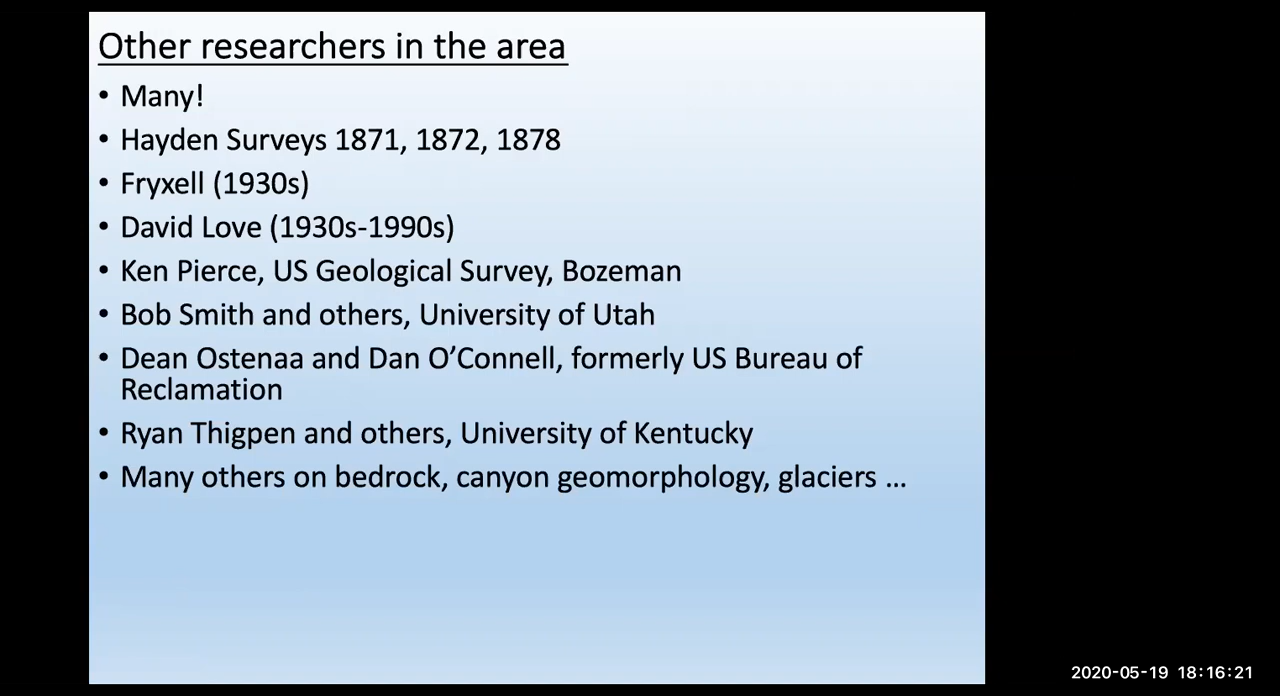 Other researchers in the area
• Many!
• Hayden Surveys 1871, 1872, 1878
• Fryxell (1930s)
• David Love (1930s-1990s)
• Ken Pierce, US Geological Survey, Bozeman
• Bob Smith and others, University of Utah
• Dean Ostenaa and Dan O’Connell, formerly US Bureau of
Reclamation
• Ryan Thigpen and others, University of Kentucky
• Many others on bedrock, canyon geomorphology, glaciers …
2020-05-19 18:16:21